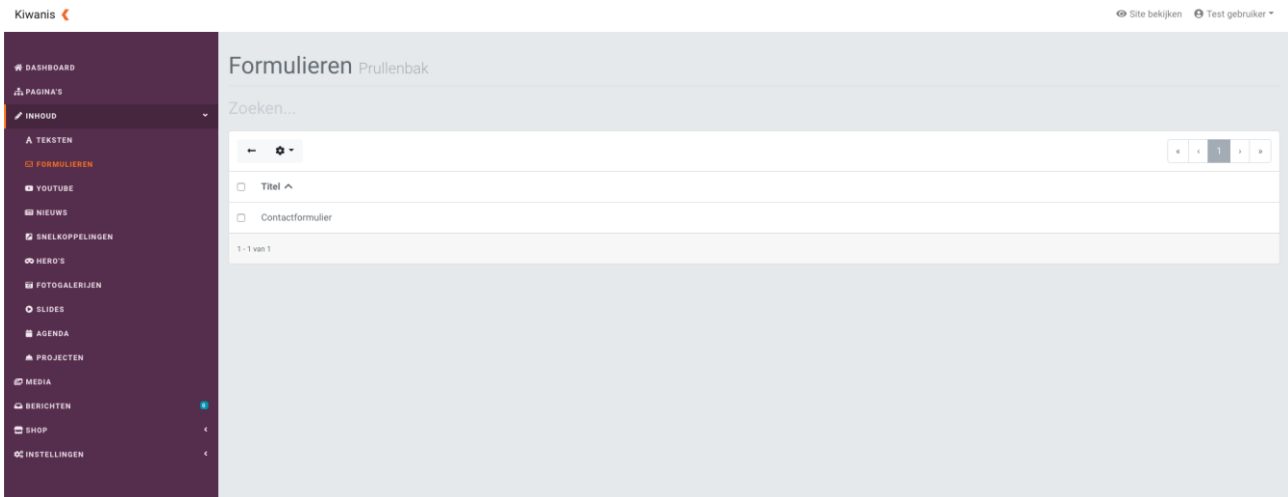 Kiwanis
Site bekijken Test gebruiker
DASHBOARD
PAGINA'S
INHOUD
TEKSTEN
FORMULIEREN
YOUTUBE
NIEUWS
SNELKOPPELINGEN
HERO'S
FOTOGALERIJEN
SLIDES
AGENDA
PROJECTEN
MEDIA
BERICHTEN 0
SHOP
INSTELLINGEN
Formulieren Prullenbak
Zoeken...
« ‹ 1 › »
Titel
Contactformulier
1 - 1 van 1